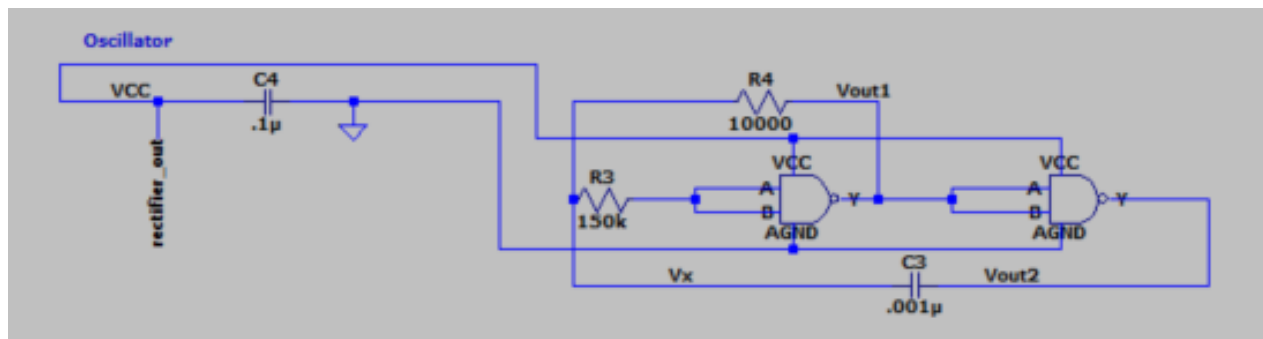 Oscillator
VCC
C4
.1µ
rectifier_out
R4
10000
Vout1
R3
150k
VCC
A
B
Y
AGND
VCC
A
B
Y
AGND
Vx
C3
.001µ
Vout2